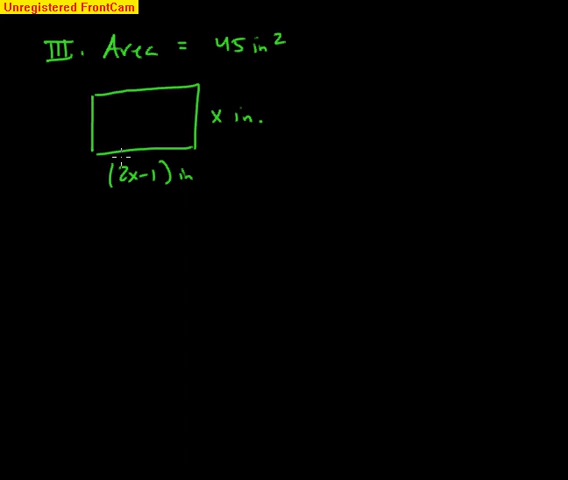 Unregistered FrontCam
III. Area = 45 in²
x in.
(2x-1) in